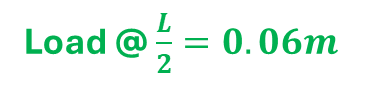 Load @ L/2 = 0.06m